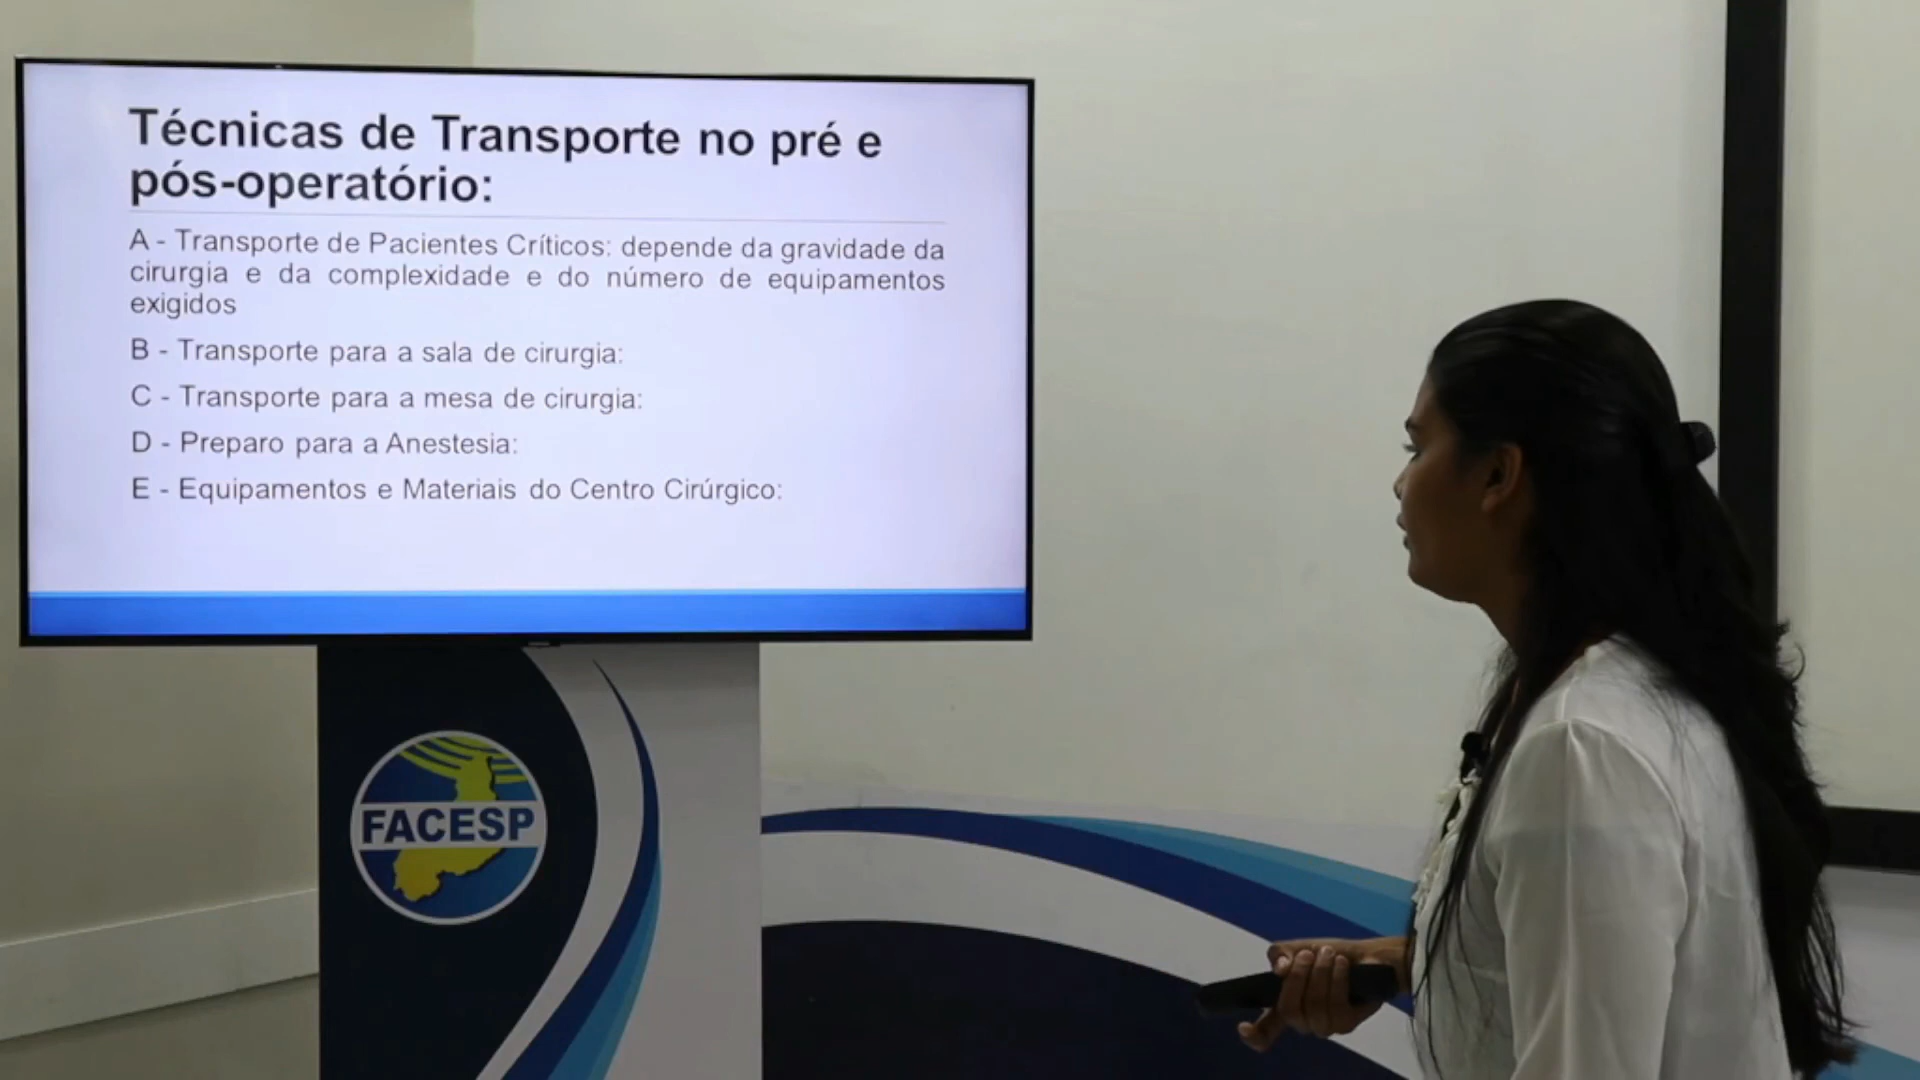 Técnicas de Transporte no pré e
pós-operatório:
A - Transporte de Pacientes Críticos: depende da gravidade da
cirurgia e da complexidade e do número de equipamentos
exigidos
B - Transporte para a sala de cirurgia:
C - Transporte para a mesa de cirurgia:
D - Preparo para a Anestesia:
E - Equipamentos e Materiais do Centro Cirúrgico:
FACESP